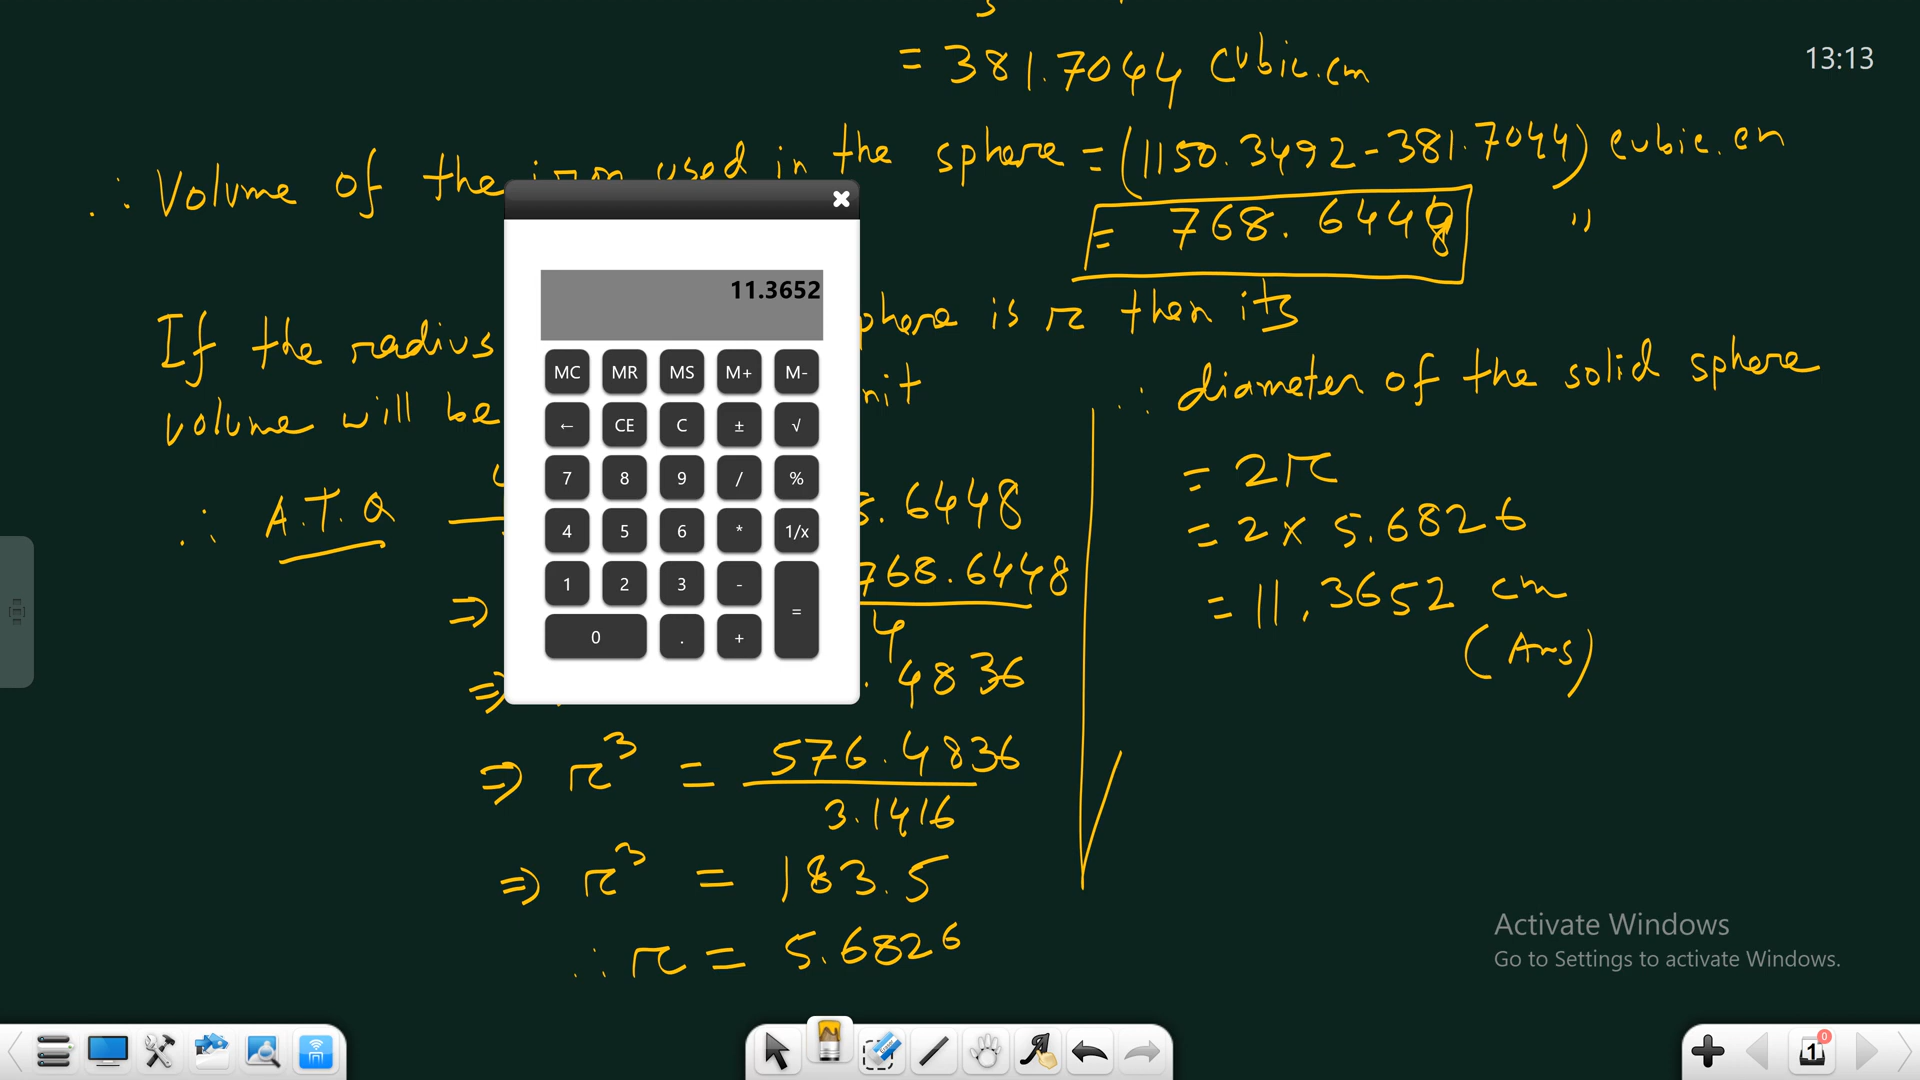 = 381.7044 cubic.cm
13:13
∴ Volume of the iron used in the sphere = (1150.3492-381.7044) cubic.cm
= 768.6448 "
If the radius phere is r then its
volume will be nit
∴ A.T.Q .6448
⇒ 768.6448
4
⇒ .4836
⇒ r³ = 576.4836
3.1416
⇒ r³ = 183.5
∴ r = 5.6826
∴ diameter of the solid sphere
= 2r
= 2 x 5.6826
= 11.3652 cm
(Ans)
11.3652
MC MR MS M+ M-
← CE C ± √
7 8 9 / %
4 5 6 * 1/x
1 2 3 - =
0 . +
Activate Windows
Go to Settings to activate Windows.
1 0